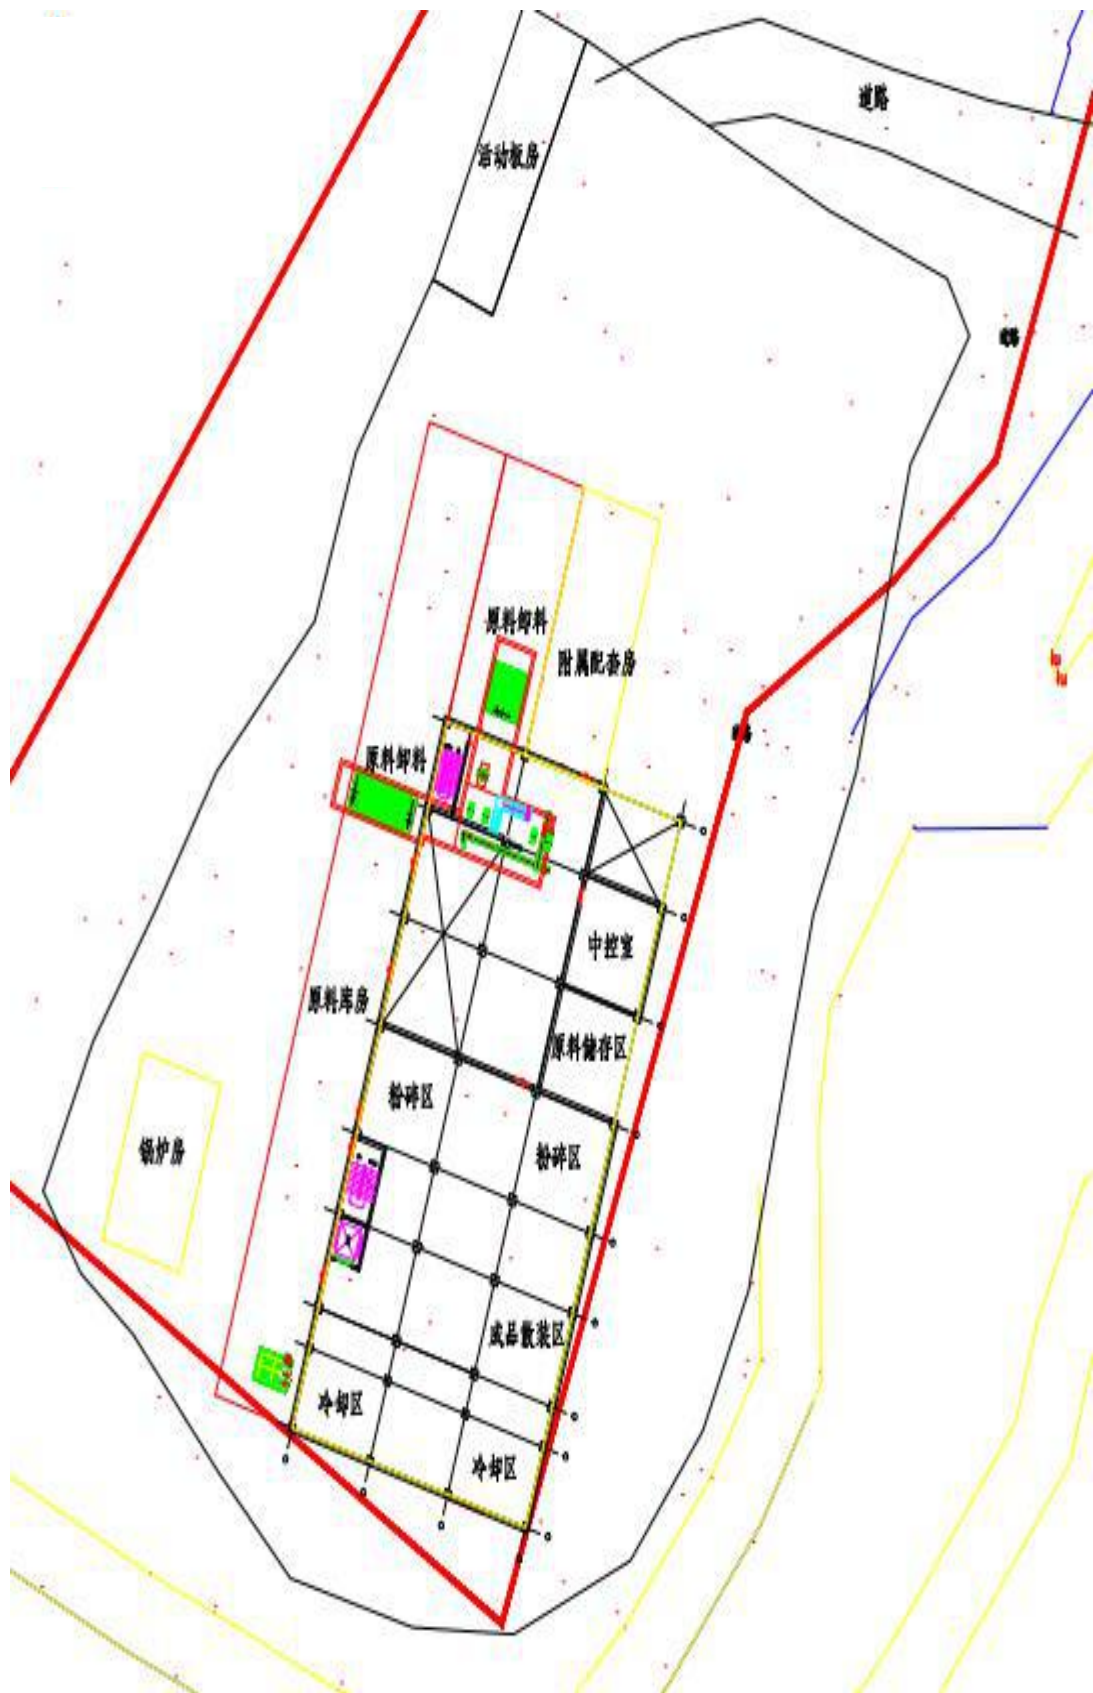 道路
活动板房
原料卸料
附属配套房
原料卸料
中控室
原料库房
原料储存区
粉碎区
粉碎区
锅炉房
成品散装区
冷却区
冷却区